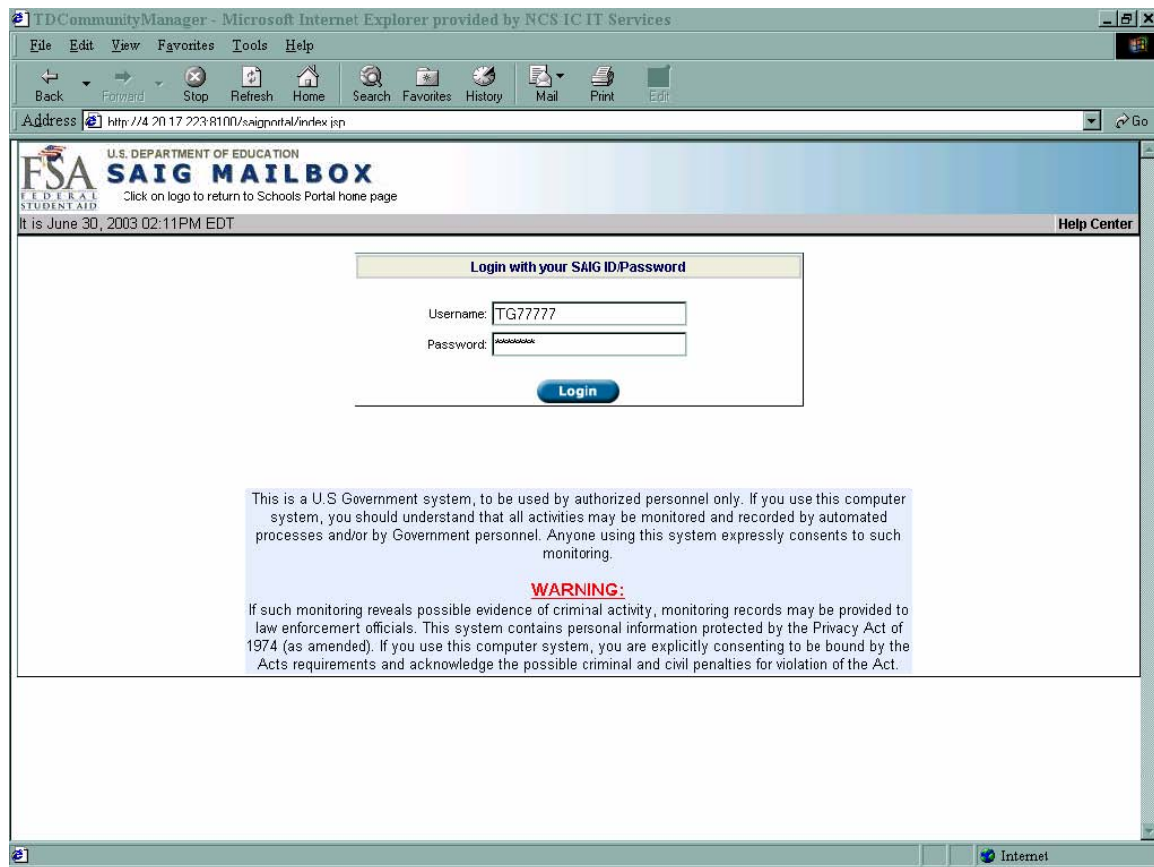 TDCommunityManager - Microsoft Internet Explorer provided by NCS IC IT Services
File Edit View Favorites Tools Help
Back Forward Stop Refresh Home Search Favorites History Mail Print Edit
Address http://4.20.17.223:8100/saigportal/index.jsp Go
FSA
FEDERAL
STUDENT AID
U.S. DEPARTMENT OF EDUCATION
SAIG MAILBOX
Click on logo to return to Schools Portal home page
It is June 30, 2003 02:11PM EDT Help Center
Login with your SAIG ID/Password
Username: TG77777
Password: *******
Login
This is a U.S Government system, to be used by authorized personnel only. If you use this computer
system, you should understand that all activities may be monitored and recorded by automated
processes and/or by Government personnel. Anyone using this system expressly consents to such
monitoring.
WARNING:
If such monitoring reveals possible evidence of criminal activity, monitoring records may be provided to
law enforcement officials. This system contains personal information protected by the Privacy Act of
1974 (as amended). If you use this computer system, you are explicitly consenting to be bound by the
Acts requirements and acknowledge the possible criminal and civil penalties for violation of the Act.
Internet